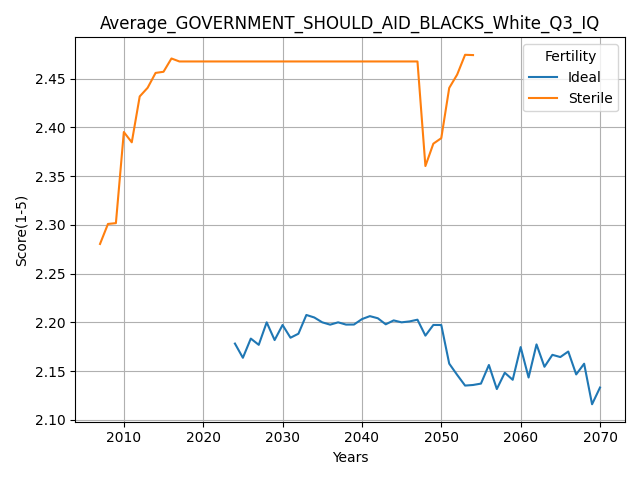 Average_GOVERNMENT_SHOULD_AID_BLACKS_White_Q3_IQ
Fertility
Ideal
Sterile
Score(1-5)
2.45
2.40
2.35
2.30
2.25
2.20
2.15
2.10
2010 2020 2030 2040 2050 2060 2070
Years